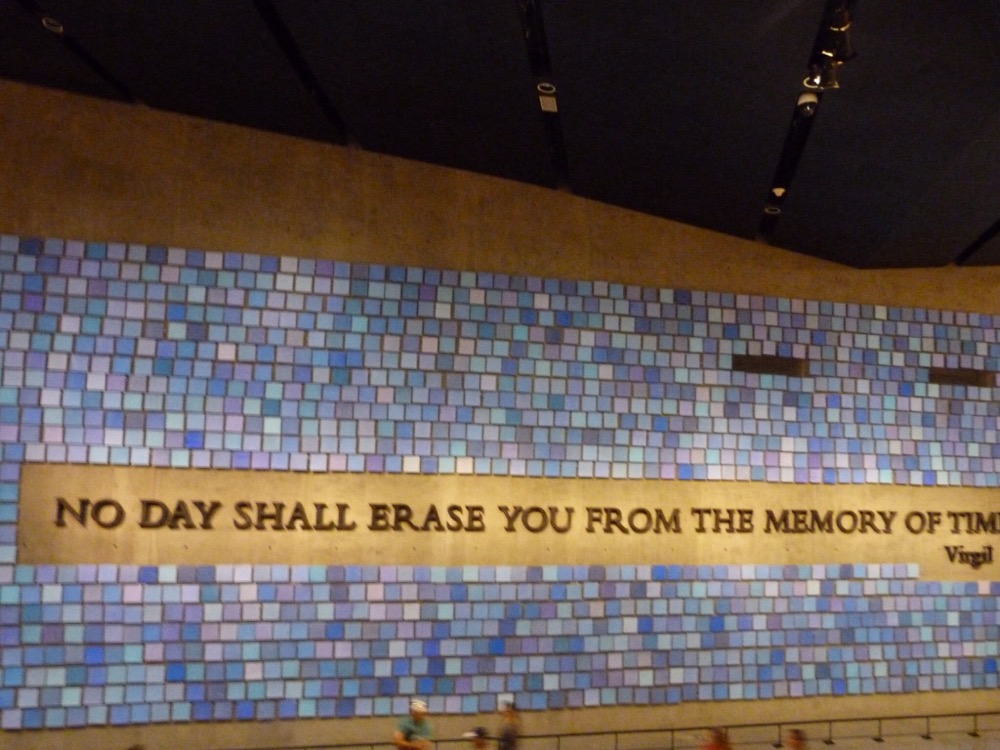 NO DAY SHALL ERASE YOU FROM THE MEMORY OF TIM
Virgil